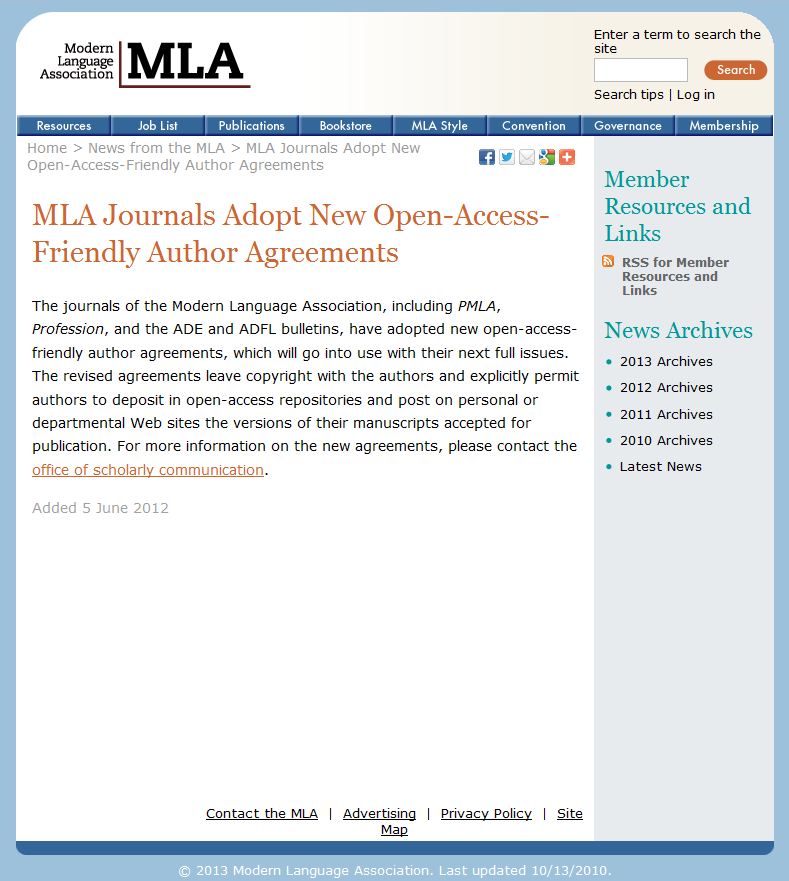 Modern
Language
Association
MLA
Enter a term to search the
site
Search
Search tips | Log in
Resources
Job List
Publications
Bookstore
MLA Style
Convention
Governance
Membership
Home > News from the MLA > MLA Journals Adopt New
Open-Access-Friendly Author Agreements
MLA Journals Adopt New Open-Access-
Friendly Author Agreements
The journals of the Modern Language Association, including PMLA,
Profession, and the ADE and ADFL bulletins, have adopted new open-access-
friendly author agreements, which will go into use with their next full issues.
The revised agreements leave copyright with the authors and explicitly permit
authors to deposit in open-access repositories and post on personal or
departmental Web sites the versions of their manuscripts accepted for
publication. For more information on the new agreements, please contact the
office of scholarly communication.
Added 5 June 2012
Member
Resources and
Links
RSS for Member
Resources and
Links
News Archives
2013 Archives
2012 Archives
2011 Archives
2010 Archives
Latest News
Contact the MLA | Advertising | Privacy Policy | Site
Map
© 2013 Modern Language Association. Last updated 10/13/2010.